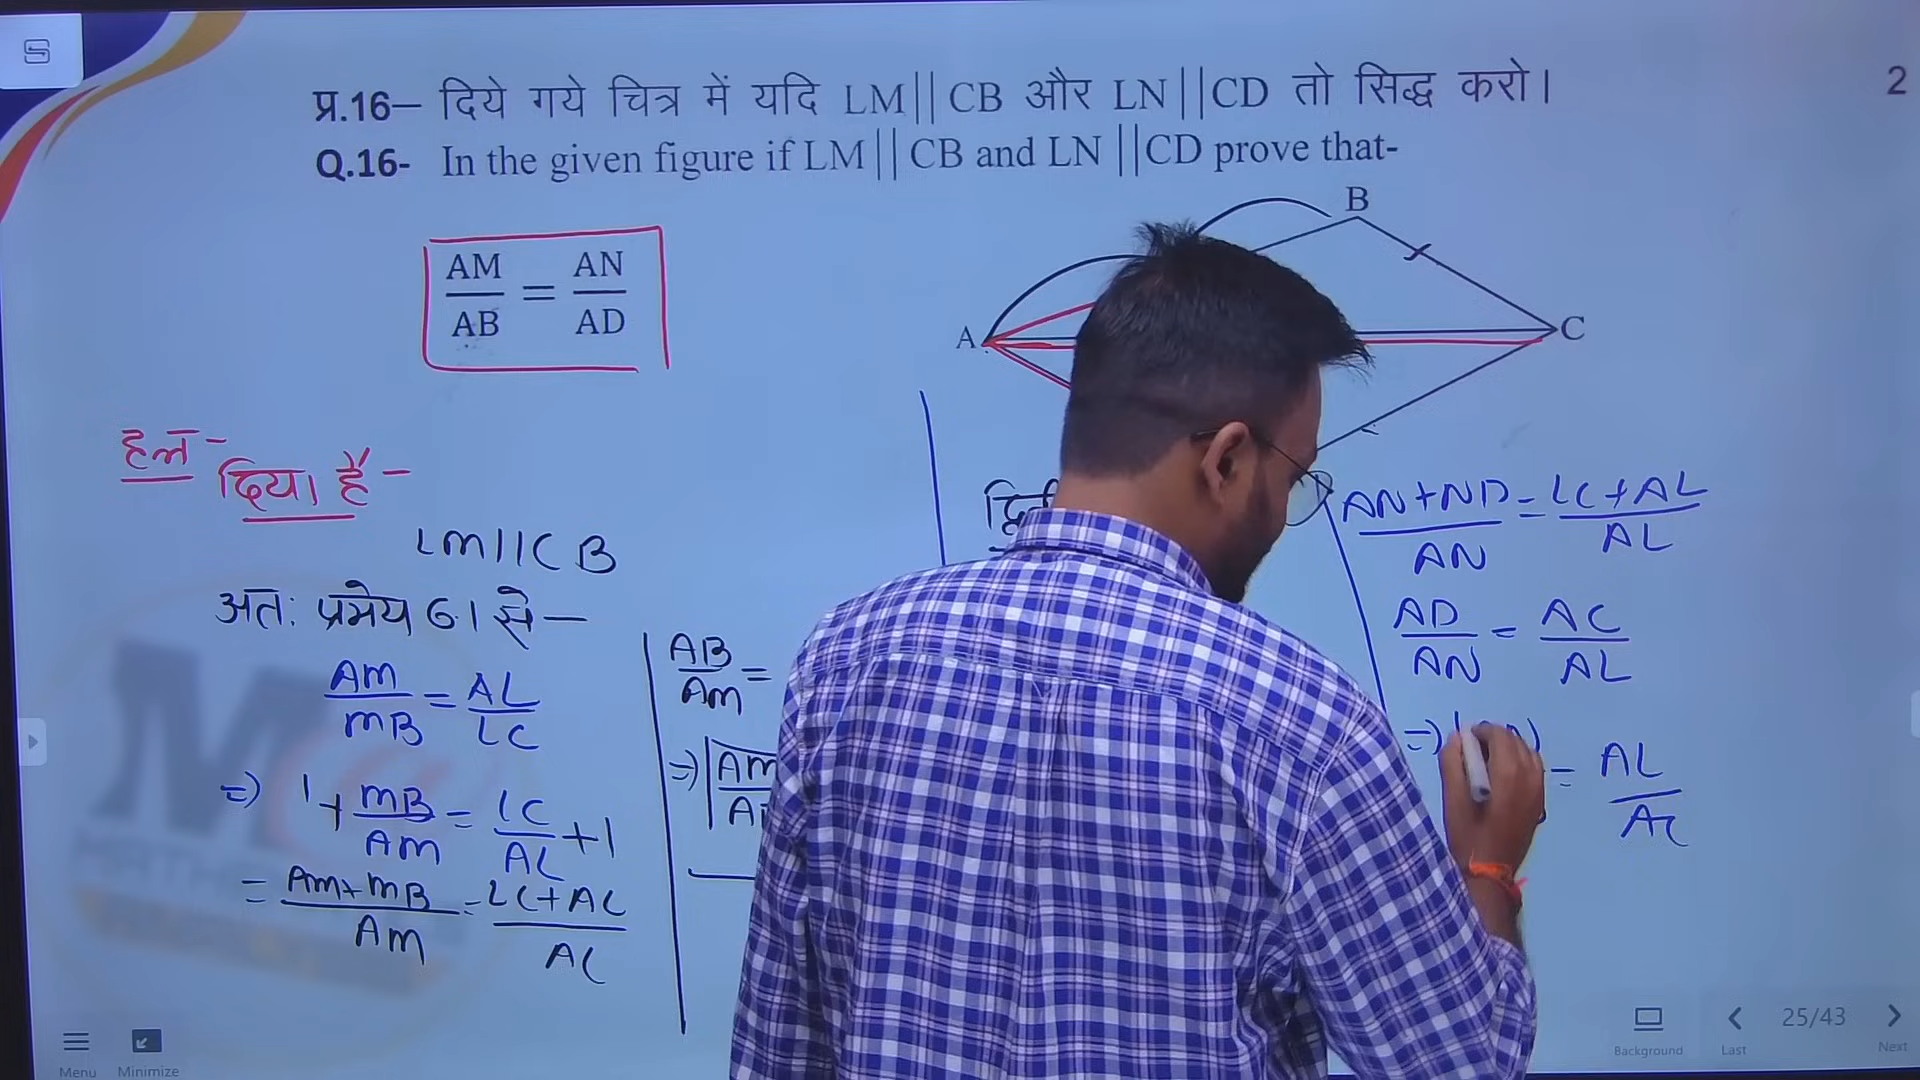 प्र.16– दिये गये चित्र में यदि LM||CB और LN||CD तो सिद्ध करो।
2
Q.16- In the given figure if LM||CB and LN||CD prove that-
AM/AB = AN/AD
A
B
C
हल-
दिया है-
LM||CB
अतः प्रमेय 6.1 से—
AM/MB = AL/LC
=) 1+MB/AM = LC/AL+1
= AM+MB/AM = LC+AL/AL
AB/AM =
=) AM
AN+ND/AN = LC+AL/AL
AD/AN = AC/AL
=) = AL/AC
Menu
Minimize
Background
Last
25/43
Next